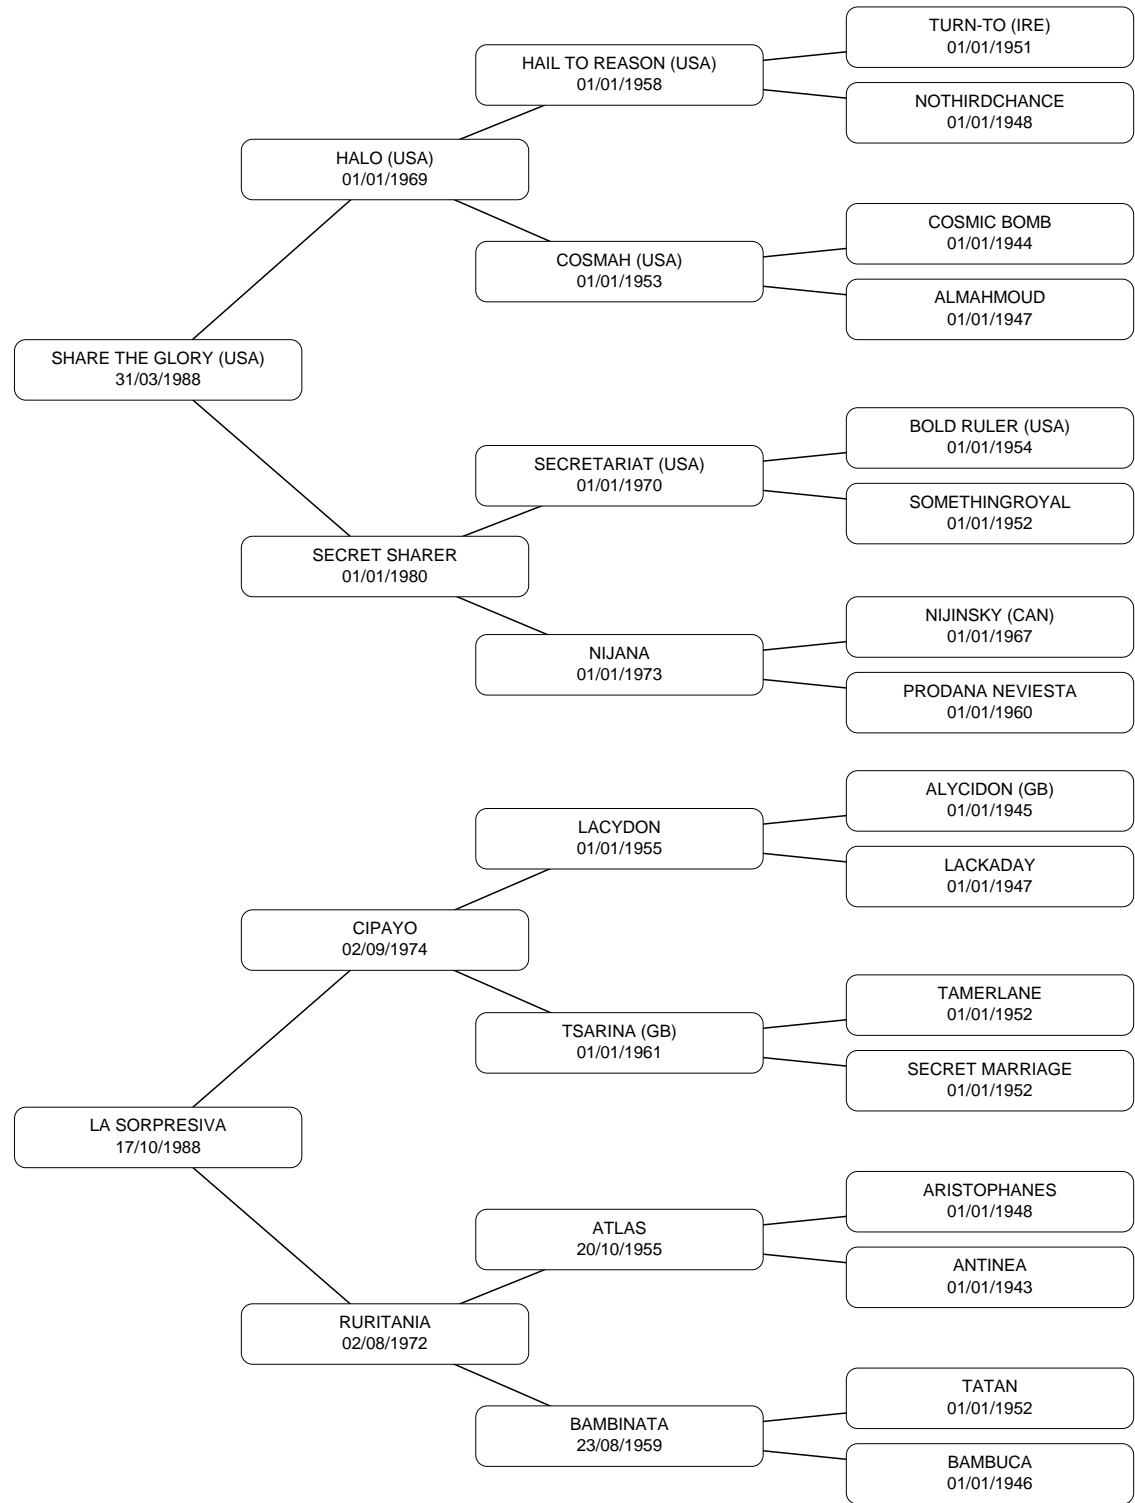 TURN-TO (IRE)
01/01/1951
HAIL TO REASON (USA)
01/01/1958
NOTHIRDCHANCE
01/01/1948
HALO (USA)
01/01/1969
COSMIC BOMB
01/01/1944
COSMAH (USA)
01/01/1953
ALMAHMOUD
01/01/1947
SHARE THE GLORY (USA)
31/03/1988
BOLD RULER (USA)
01/01/1954
SECRETARIAT (USA)
01/01/1970
SOMETHINGROYAL
01/01/1952
SECRET SHARER
01/01/1980
NIJINSKY (CAN)
01/01/1967
NIJANA
01/01/1973
PRODANA NEVIESTA
01/01/1960
ALYCIDON (GB)
01/01/1945
LACYDON
01/01/1955
LACKADAY
01/01/1947
CIPAYO
02/09/1974
TAMERLANE
01/01/1952
TSARINA (GB)
01/01/1961
SECRET MARRIAGE
01/01/1952
LA SORPRESIVA
17/10/1988
ARISTOPHANES
01/01/1948
ATLAS
20/10/1955
ANTINEA
01/01/1943
RURITANIA
02/08/1972
TATAN
01/01/1952
BAMBINATA
23/08/1959
BAMBUCA
01/01/1946